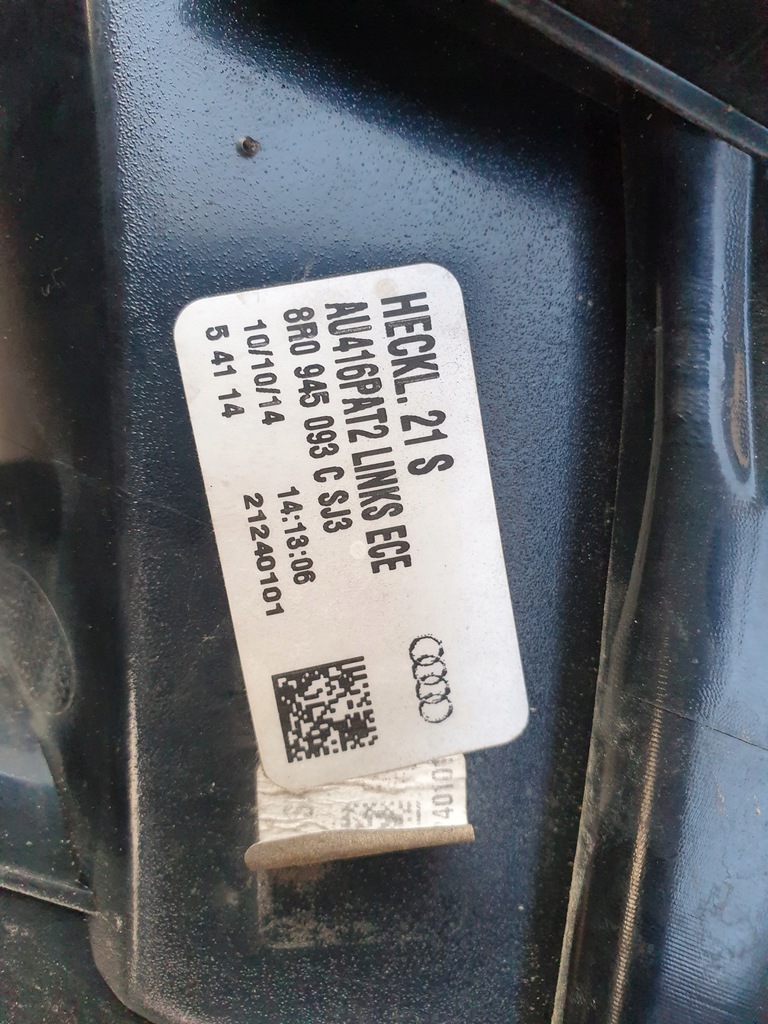 HECKL. 21 S
AU416PAT2 LINKS ECE
8R0 945 093 C SJ3
10/10/14 14:13:06
5 41 14 21240101